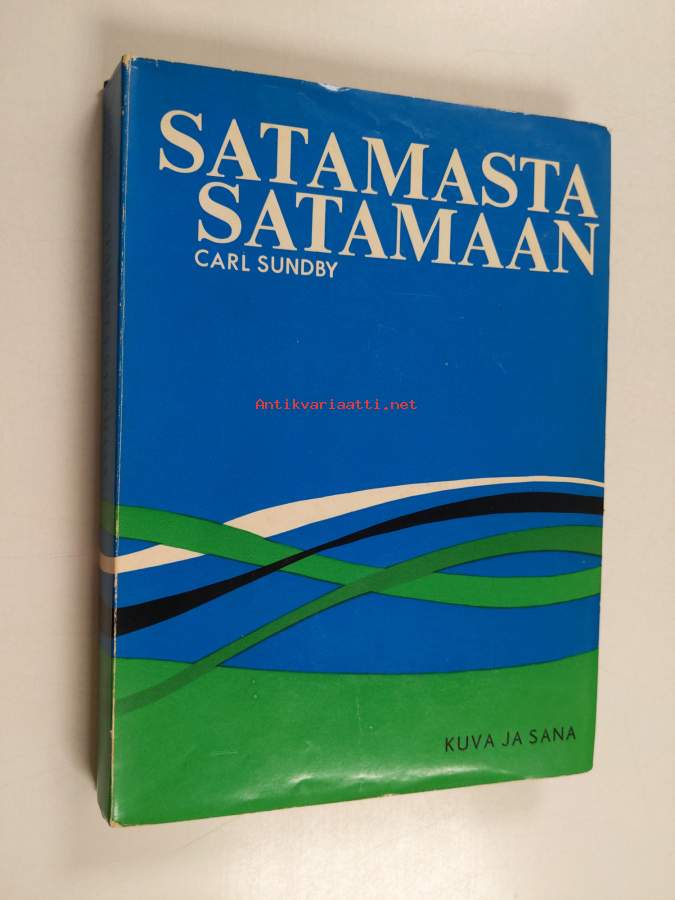 SATAMASTA
SATAMAAN
CARL SUNDBY
Antikvariaatti.net
KUVA JA SANA